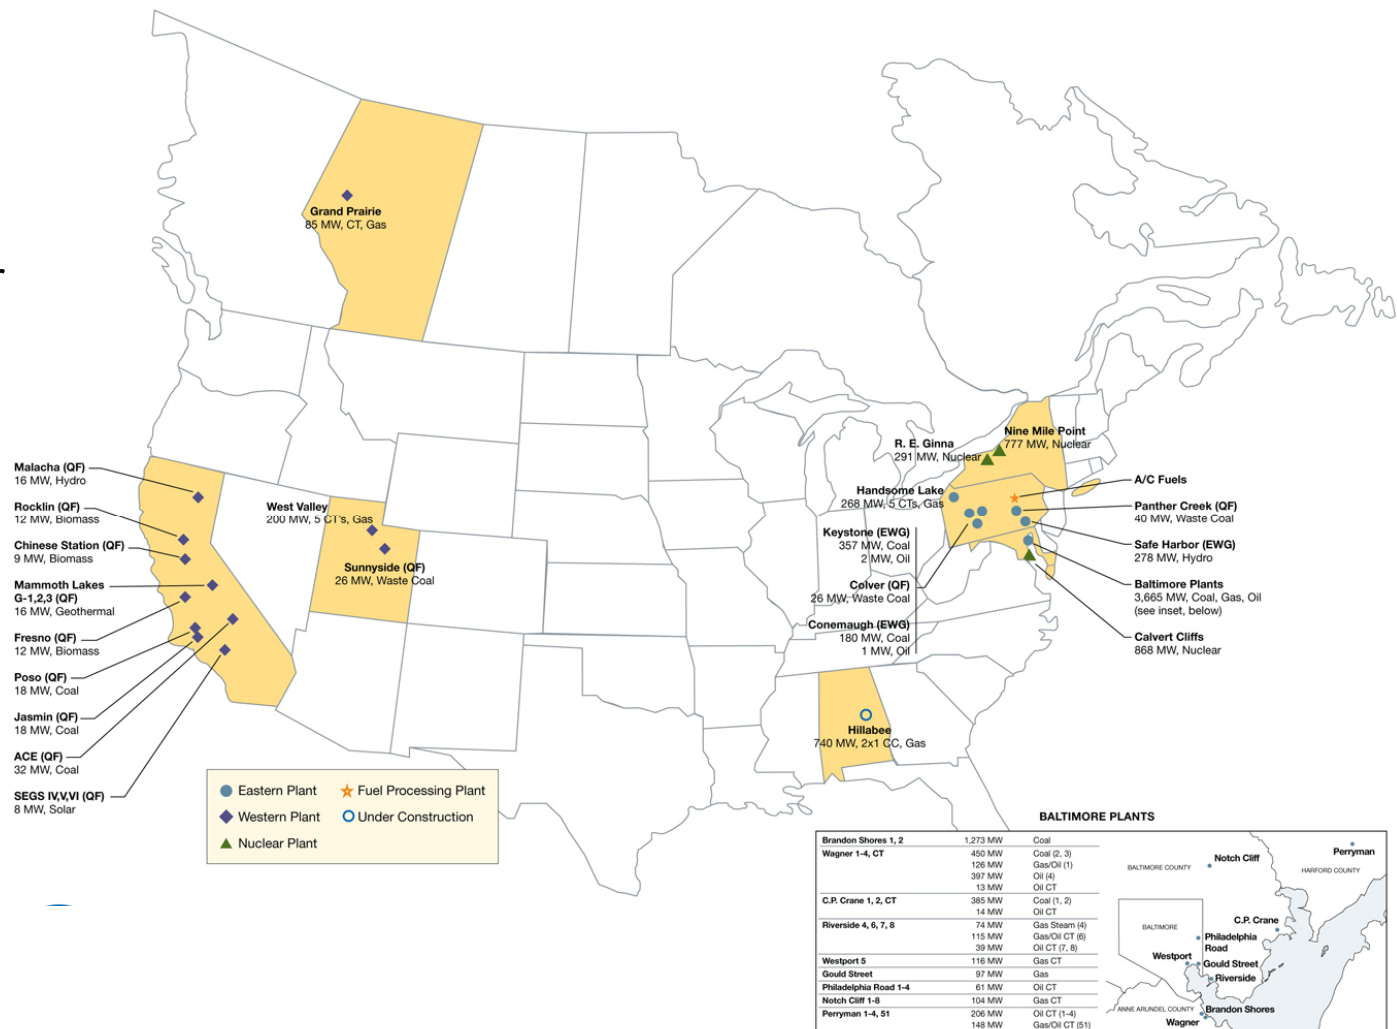 Grand Prairie
85 MW, CT, Gas
Malacha (QF)
16 MW, Hydro
Rocklin (QF)
12 MW, Biomass
Chinese Station (QF)
9 MW, Biomass
Mammoth Lakes
G-1,2,3 (QF)
16 MW, Geothermal
Fresno (QF)
12 MW, Biomass
Poso (QF)
18 MW, Coal
Jasmin (QF)
18 MW, Coal
ACE (QF)
32 MW, Coal
SEGS IV,V,VI (QF)
8 MW, Solar
West Valley
200 MW, 5 CT's, Gas
Sunnyside (QF)
26 MW, Waste Coal
R. E. Ginna
291 MW, Nuclear
Nine Mile Point
777 MW, Nuclear
Handsome Lake
268 MW, 5 CTs, Gas
Keystone (EWG)
357 MW, Coal
2 MW, Oil
Colver (QF)
26 MW, Waste Coal
Conemaugh (EWG)
180 MW, Coal
1 MW, Oil
A/C Fuels
Panther Creek (QF)
40 MW, Waste Coal
Safe Harbor (EWG)
278 MW, Hydro
Baltimore Plants
3,665 MW, Coal, Gas, Oil
(see inset, below)
Calvert Cliffs
868 MW, Nuclear
Hillabee
740 MW, 2x1 CC, Gas
Eastern Plant
Fuel Processing Plant
Western Plant
Under Construction
Nuclear Plant
BALTIMORE PLANTS
Brandon Shores 1, 2 1,273 MW Coal
Wagner 1-4, CT 450 MW Coal (2, 3)
126 MW Gas/Oil (1)
397 MW Oil (4)
13 MW Oil CT
C.P. Crane 1, 2, CT 385 MW Coal (1, 2)
14 MW Oil CT
Riverside 4, 6, 7, 8 74 MW Gas Steam (4)
115 MW Gas/Oil CT (6)
39 MW Oil CT (7, 8)
Westport 5 116 MW Gas CT
Gould Street 97 MW Gas
Philadelphia Road 1-4 61 MW Oil CT
Notch Cliff 1-8 104 MW Gas CT
Perryman 1-4, 51 206 MW Oil CT (1-4)
148 MW Gas/Oil CT (51)
Perryman
Notch Cliff
BALTIMORE COUNTY
HARFORD COUNTY
C.P. Crane
BALTIMORE
Philadelphia
Road
Westport
Gould Street
Riverside
ANNE ARUNDEL COUNTY
Brandon Shores
Wagner